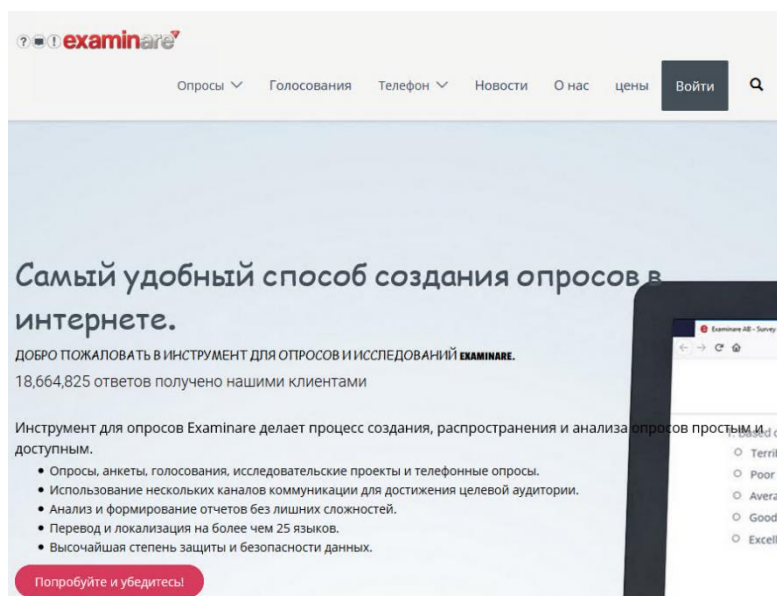 ? ! examinare
Опросы Голосования Телефон Новости О нас цены Войти
Самый удобный способ создания опросов в
интернете.
ДОБРО ПОЖАЛОВАТЬ В ИНСТРУМЕНТ ДЛЯ ОПРОСОВ И ИССЛЕДОВАНИЙ EXAMINARE.
18,664,825 ответов получено нашими клиентами
Инструмент для опросов Examinare делает процесс создания, распространения и анализа опросов простым и
доступным.
• Опросы, анкеты, голосования, исследовательские проекты и телефонные опросы.
• Использование нескольких каналов коммуникации для достижения целевой аудитории.
• Анализ и формирование отчетов без лишних сложностей.
• Перевод и локализация на более чем 25 языков.
• Высочайшая степень защиты и безопасности данных.
Попробуйте и убедитесь!
e Examinare AB - Survey
1. Based
Terri
Poor
Avera
Good
Excell